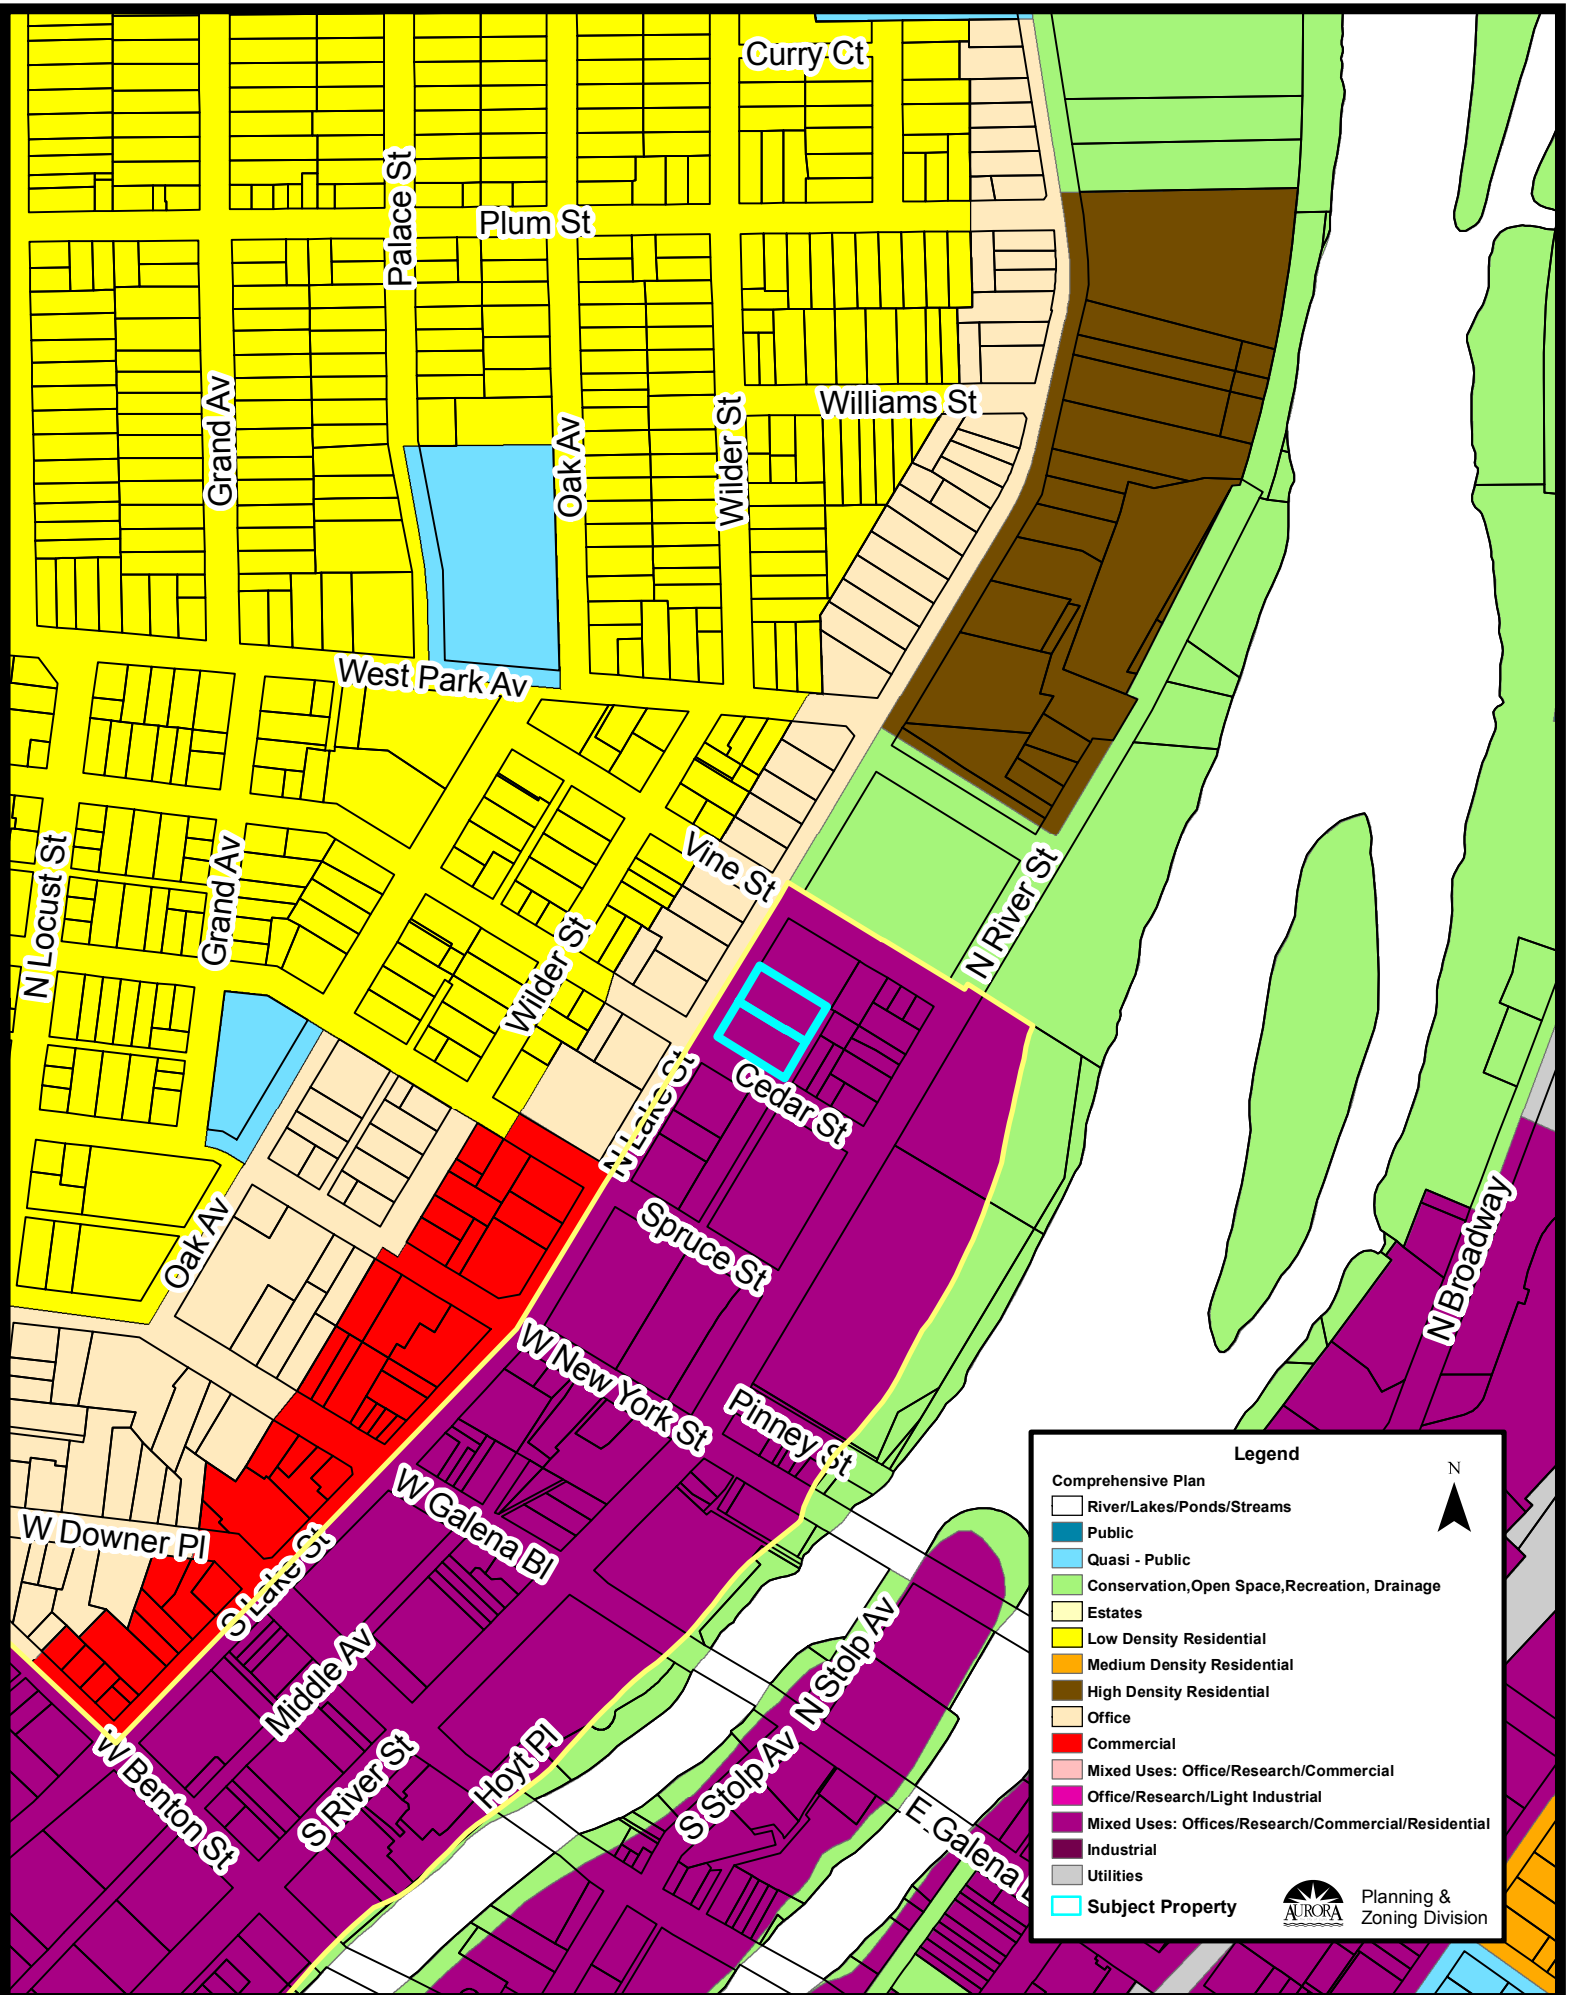 Curry Ct
Palace St
Plum St
Williams St
Grand Av
Oak Av
Wilder St
West Park Av
Vine St
N Locust St
Grand Av
N River St
Wilder St
N Lake St
Cedar St
Oak Av
Spruce St
N Broadway
W New York St
Pinney St
W Galena Bl
W Downer Pl
S Lake St
Middle Av
N Stolp Av
S Stolp Av
Hoyt Pl
W Benton St
S River St
E Galena
Legend
N
Comprehensive Plan
River/Lakes/Ponds/Streams
Public
Quasi - Public
Conservation,Open Space,Recreation, Drainage
Estates
Low Density Residential
Medium Density Residential
High Density Residential
Office
Commercial
Mixed Uses: Office/Research/Commercial
Office/Research/Light Industrial
Mixed Uses: Offices/Research/Commercial/Residential
Industrial
Utilities
Subject Property
AURORA
Planning &
Zoning Division